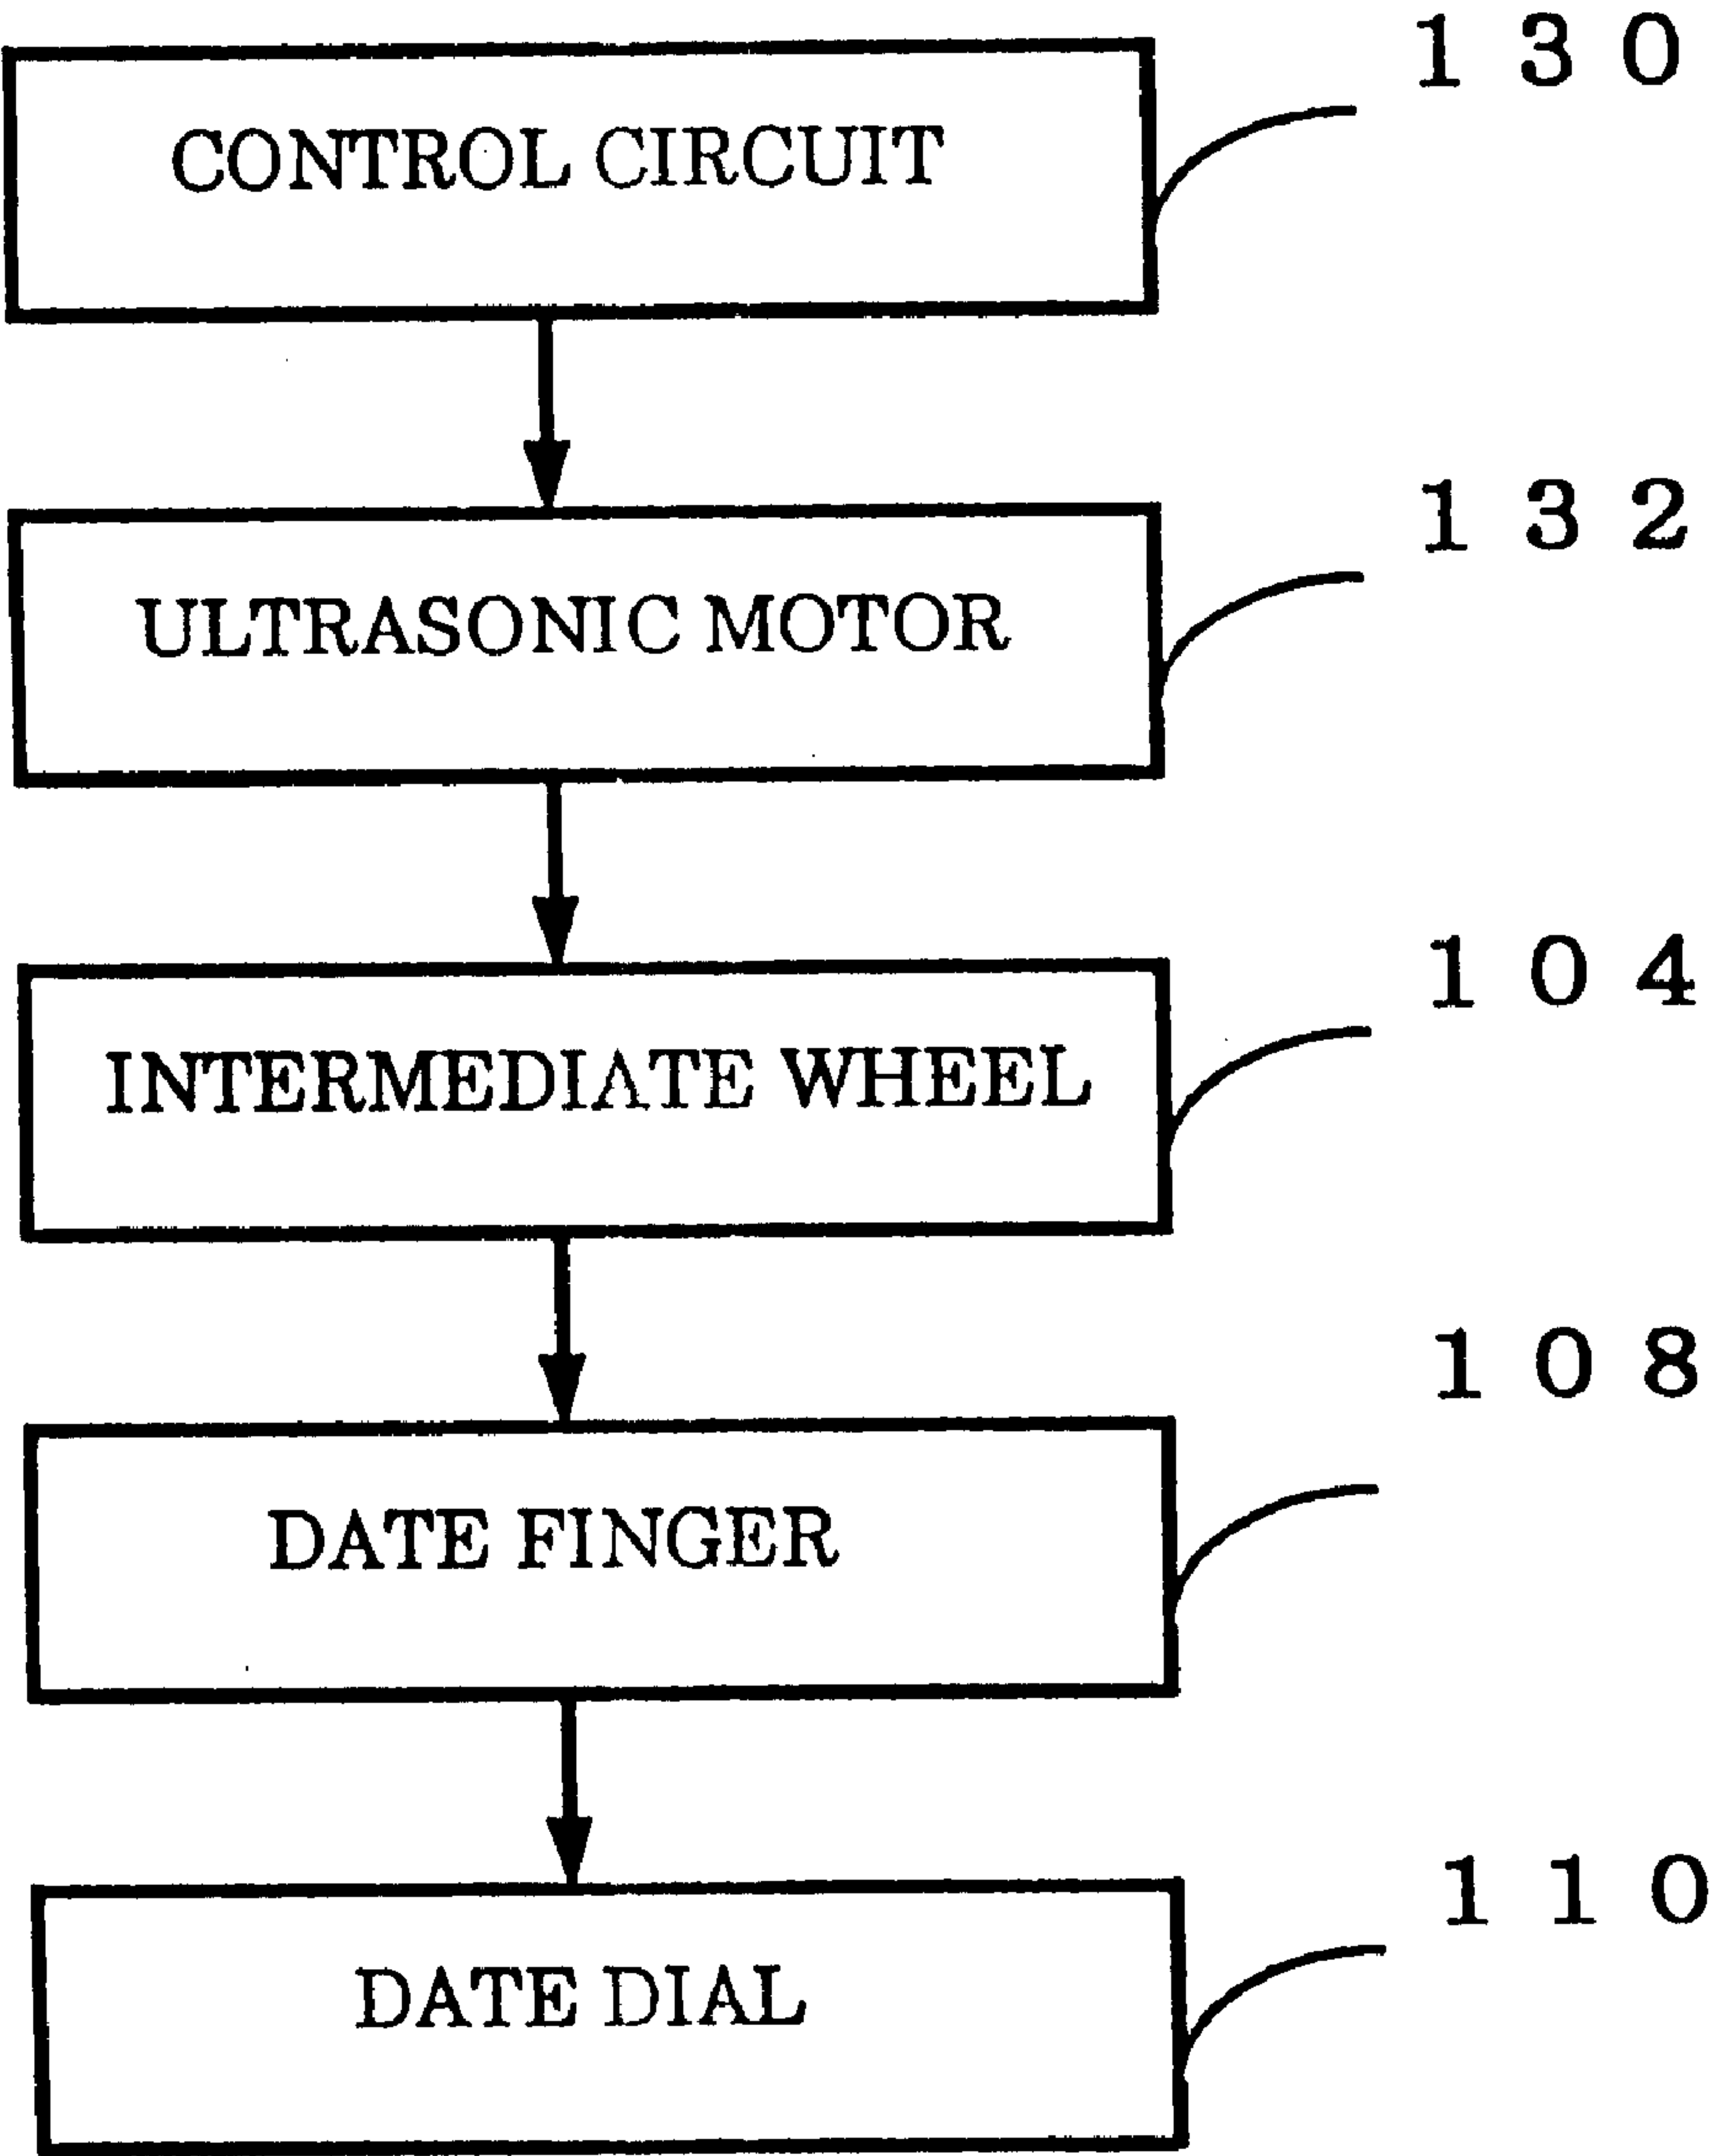 130
CONTROL CIRCUIT
132
ULTRASONIC MOTOR
104
INTERMEDIATE WHEEL
108
DATE FINGER
110
DATE DIAL